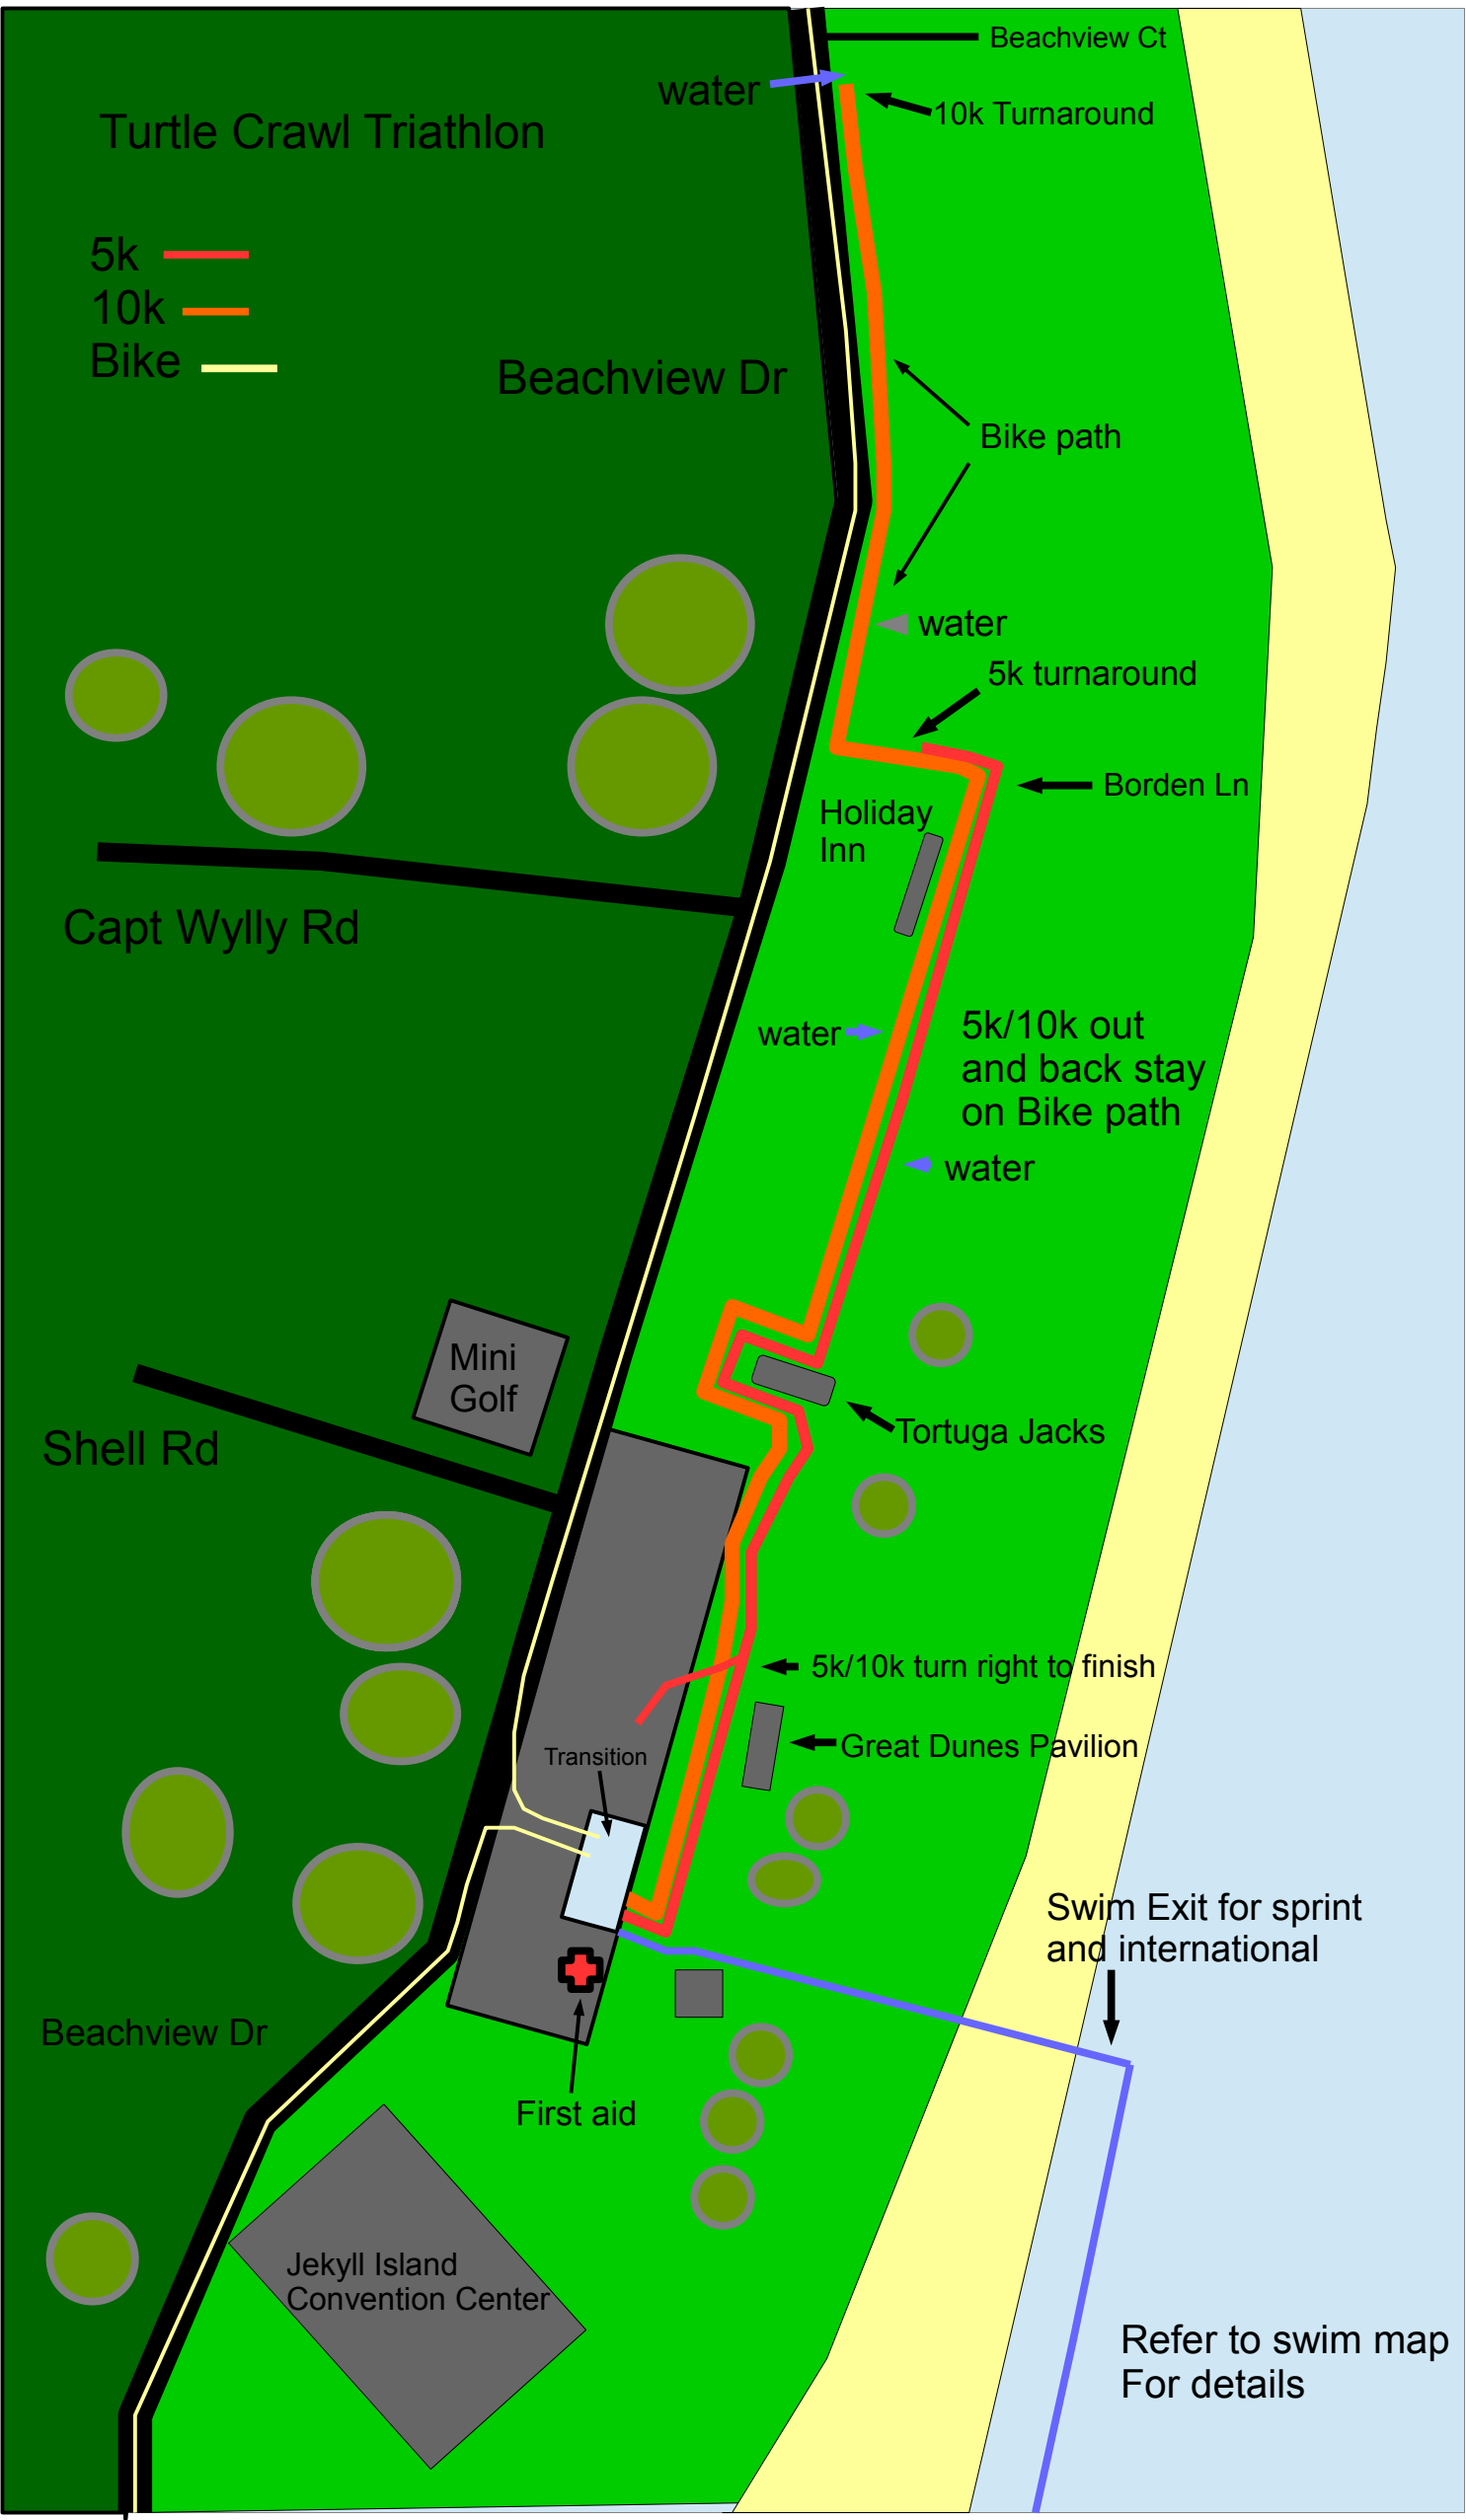 Beachview Ct
water
10k Turnaround
Turtle Crawl Triathlon
5k
10k
Bike
Beachview Dr
Bike path
water
5k turnaround
Borden Ln
Holiday
Inn
Capt Wylly Rd
water
5k/10k out
and back stay
on Bike path
water
Mini
Golf
Shell Rd
Tortuga Jacks
5k/10k turn right to finish
Great Dunes Pavilion
Transition
Swim Exit for sprint
and international
Beachview Dr
First aid
Jekyll Island
Convention Center
Refer to swim map
For details